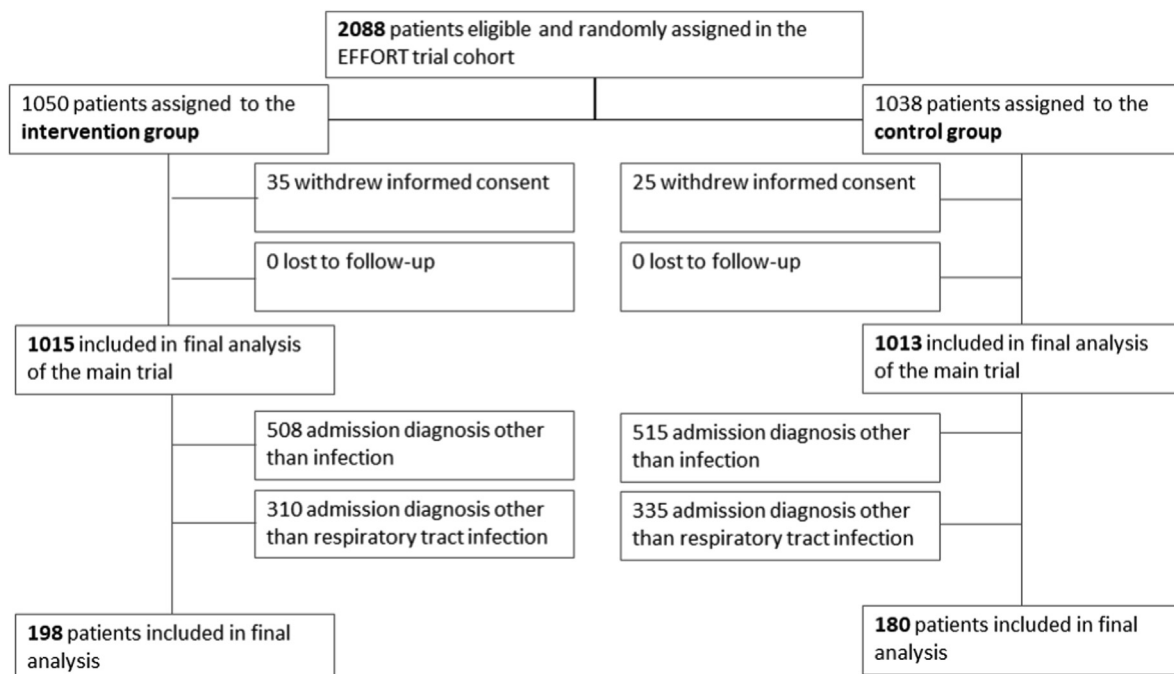 2088 patients eligible and randomly assigned in the
EFFORT trial cohort
1050 patients assigned to the
intervention group
1038 patients assigned to the
control group
35 withdrew informed consent
25 withdrew informed consent
0 lost to follow-up
0 lost to follow-up
1015 included in final analysis
of the main trial
1013 included in final analysis
of the main trial
508 admission diagnosis other
than infection
515 admission diagnosis other
than infection
310 admission diagnosis other
than respiratory tract infection
335 admission diagnosis other
than respiratory tract infection
198 patients included in final
analysis
180 patients included in final
analysis